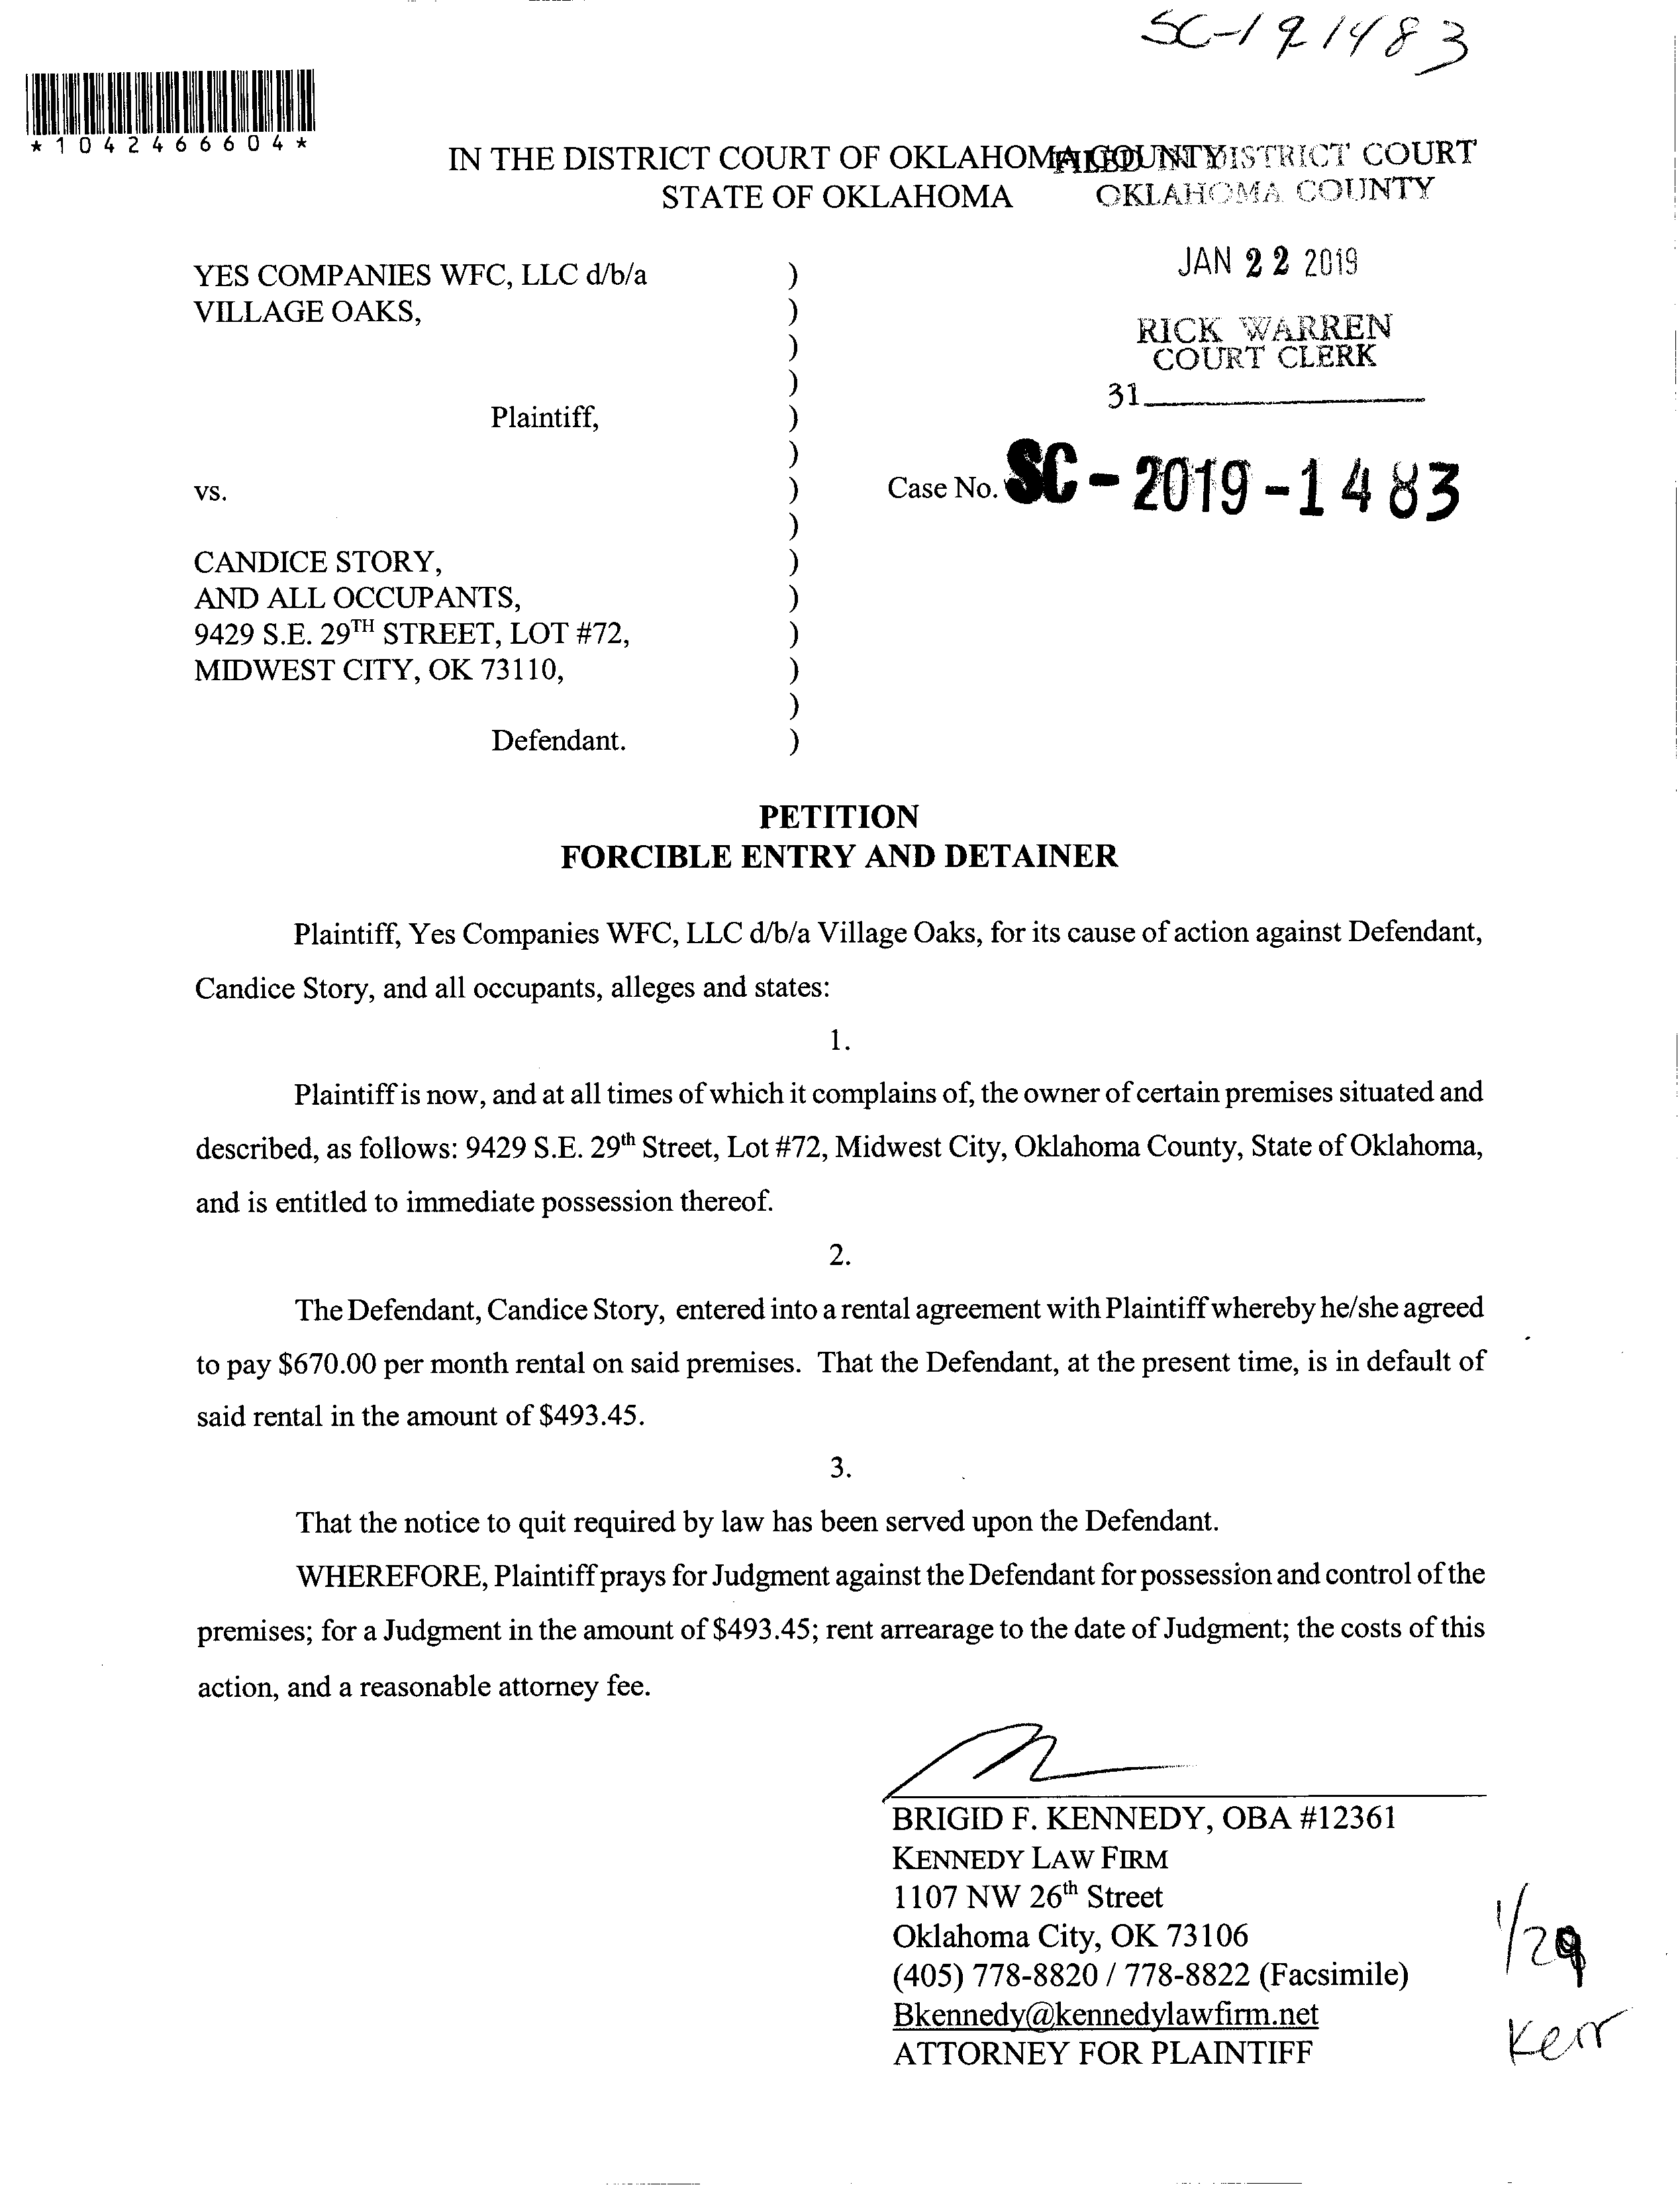 SC-191483
*1042466604*
IN THE DISTRICT COURT OF OKLAHOMA COUNTY
STATE OF OKLAHOMA
FILED IN DISTRICT COURT
OKLAHOMA COUNTY
JAN 22 2019
RICK WARREN
COURT CLERK
31
YES COMPANIES WFC, LLC d/b/a )
VILLAGE OAKS, )
)
)
Plaintiff, )
)
vs. ) Case No. SC-2019-1483
)
CANDICE STORY, )
AND ALL OCCUPANTS, )
9429 S.E. 29TH STREET, LOT #72, )
MIDWEST CITY, OK 73110, )
)
Defendant. )
PETITION
FORCIBLE ENTRY AND DETAINER
Plaintiff, Yes Companies WFC, LLC d/b/a Village Oaks, for its cause of action against Defendant,
Candice Story, and all occupants, alleges and states:
1.
Plaintiff is now, and at all times of which it complains of, the owner of certain premises situated and
described, as follows: 9429 S.E. 29th Street, Lot #72, Midwest City, Oklahoma County, State of Oklahoma,
and is entitled to immediate possession thereof.
2.
The Defendant, Candice Story, entered into a rental agreement with Plaintiff whereby he/she agreed
to pay $670.00 per month rental on said premises. That the Defendant, at the present time, is in default of
said rental in the amount of $493.45.
3.
That the notice to quit required by law has been served upon the Defendant.
WHEREFORE, Plaintiff prays for Judgment against the Defendant for possession and control of the
premises; for a Judgment in the amount of $493.45; rent arrearage to the date of Judgment; the costs of this
action, and a reasonable attorney fee.
BRIGID F. KENNEDY, OBA #12361
KENNEDY LAW FIRM
1107 NW 26th Street
Oklahoma City, OK 73106
(405) 778-8820 / 778-8822 (Facsimile)
Bkennedy@kennedylawfirm.net
ATTORNEY FOR PLAINTIFF
1/29
Kerr